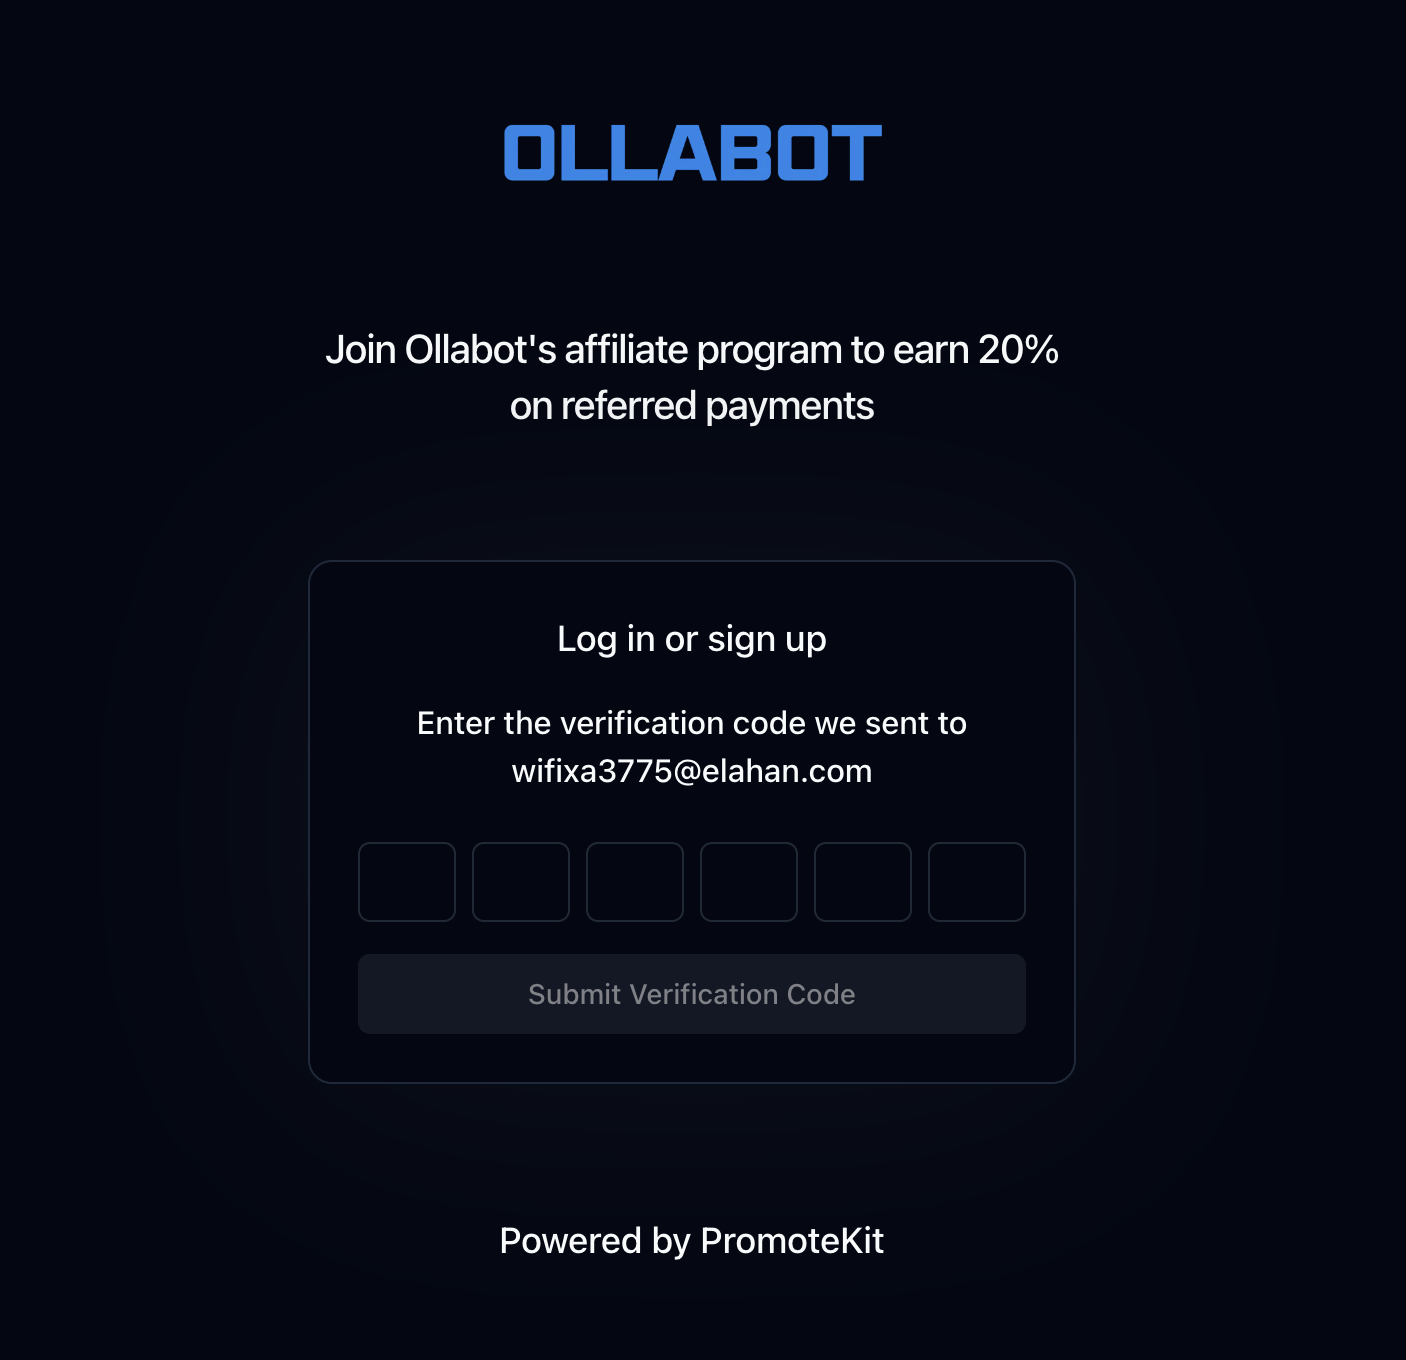 OLLABOT
Join Ollabot's affiliate program to earn 20%
on referred payments
Log in or sign up
Enter the verification code we sent to
wifixa3775@elahan.com
Submit Verification Code
Powered by PromoteKit